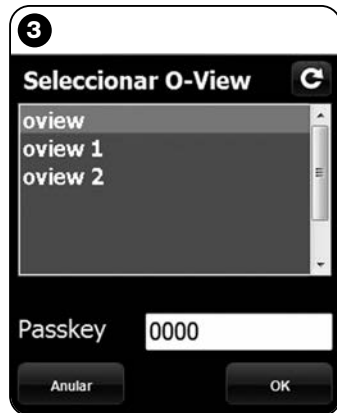 3
Seleccionar O-View
oview
oview 1
oview 2
Passkey 0000
Anular OK